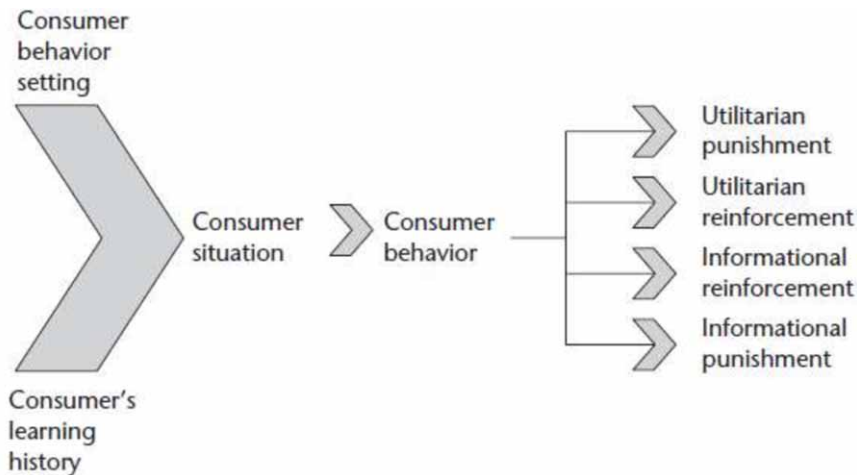 Consumer
behavior
setting
Utilitarian
punishment
Utilitarian
reinforcement
Consumer
situation
Consumer
behavior
Informational
reinforcement
Informational
punishment
Consumer's
learning
history